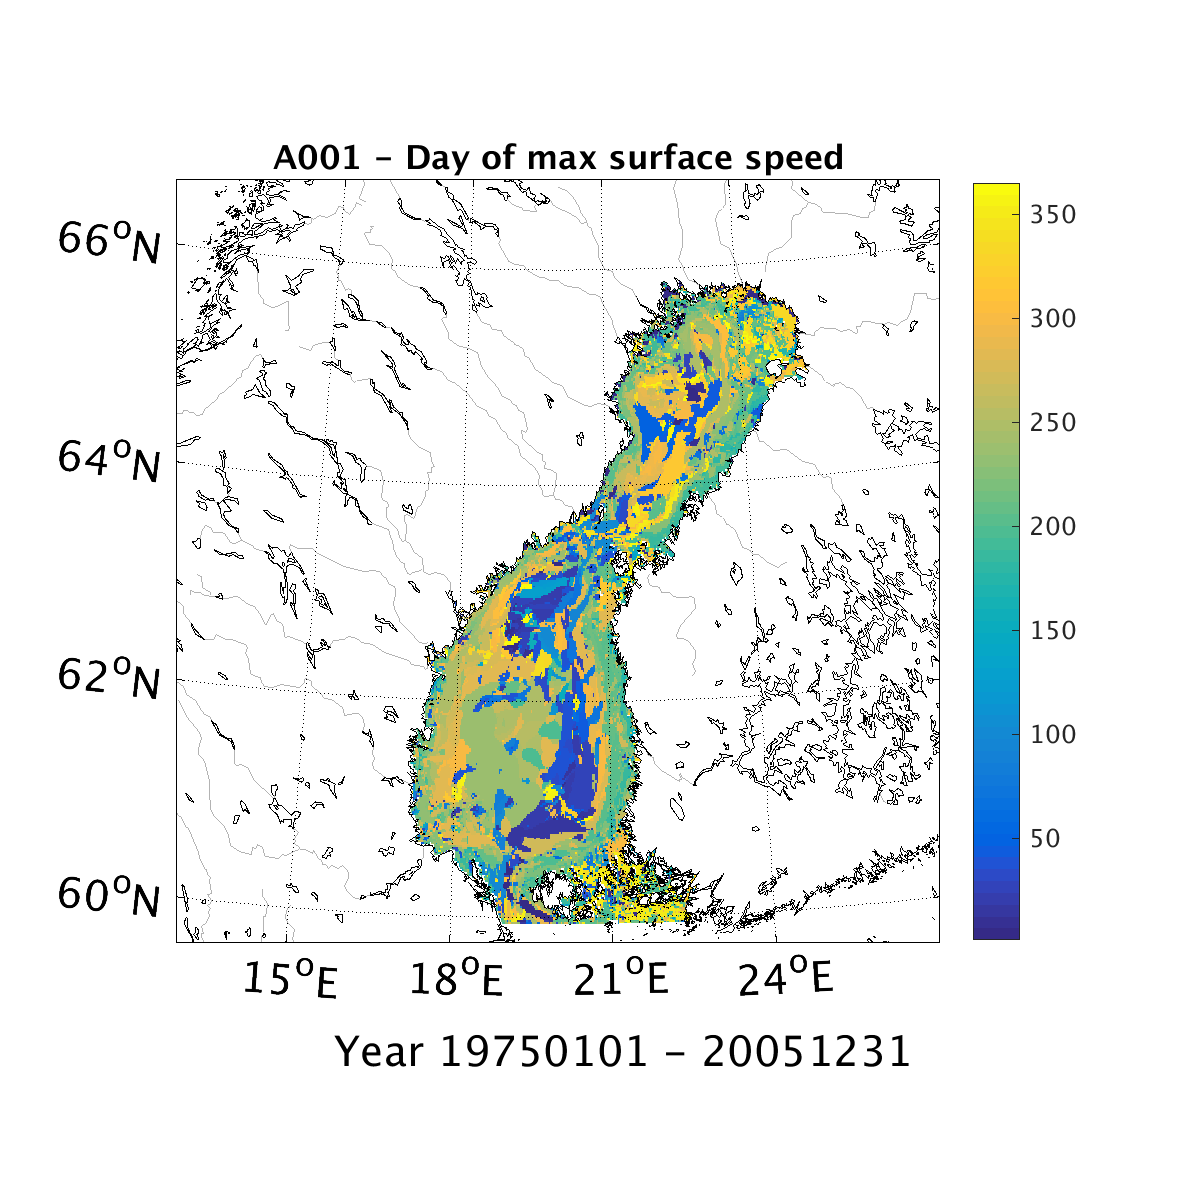 A001 – Day of max surface speed
66°N
64°N
62°N
60°N
15°E
18°E
21°E
24°E
350
300
250
200
150
100
50
Year 19750101 – 20051231